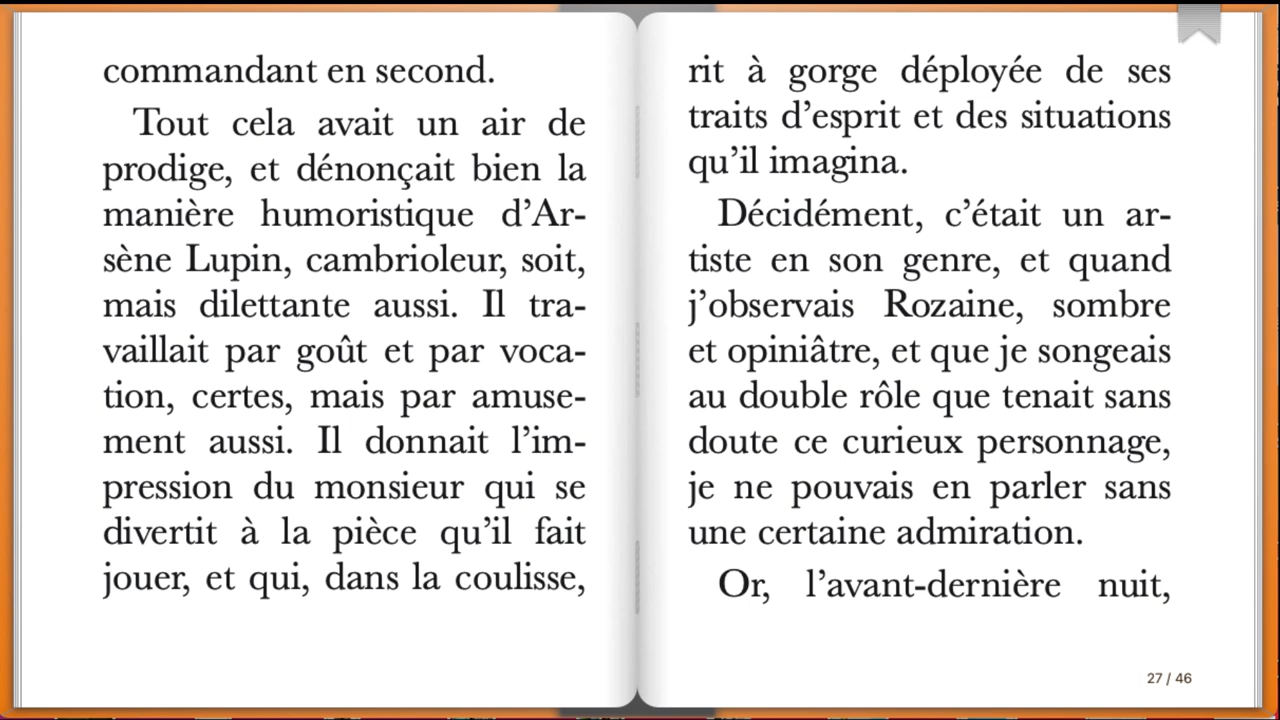 commandant en second.
Tout cela avait un air de
prodige, et dénonçait bien la
manière humoristique d’Ar-
sène Lupin, cambrioleur, soit,
mais dilettante aussi. Il tra-
vaillait par goût et par voca-
tion, certes, mais par amuse-
ment aussi. Il donnait l’im-
pression du monsieur qui se
divertit à la pièce qu’il fait
jouer, et qui, dans la coulisse,
rit à gorge déployée de ses
traits d’esprit et des situations
qu’il imagina.
Décidément, c’était un ar-
tiste en son genre, et quand
j’observais Rozaine, sombre
et opiniâtre, et que je songeais
au double rôle que tenait sans
doute ce curieux personnage,
je ne pouvais en parler sans
une certaine admiration.
Or, l’avant-dernière nuit,
27 / 46